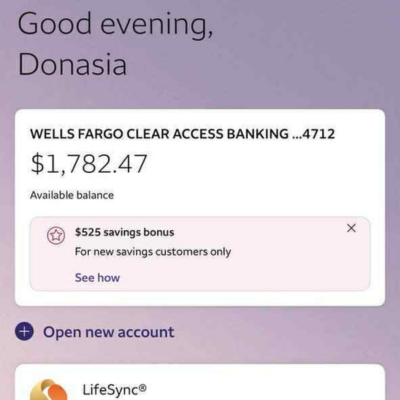 Good evening,
Donasia
WELLS FARGO CLEAR ACCESS BANKING ...4712
$1,782.47
Available balance
$525 savings bonus
For new savings customers only
See how
Open new account
LifeSync®